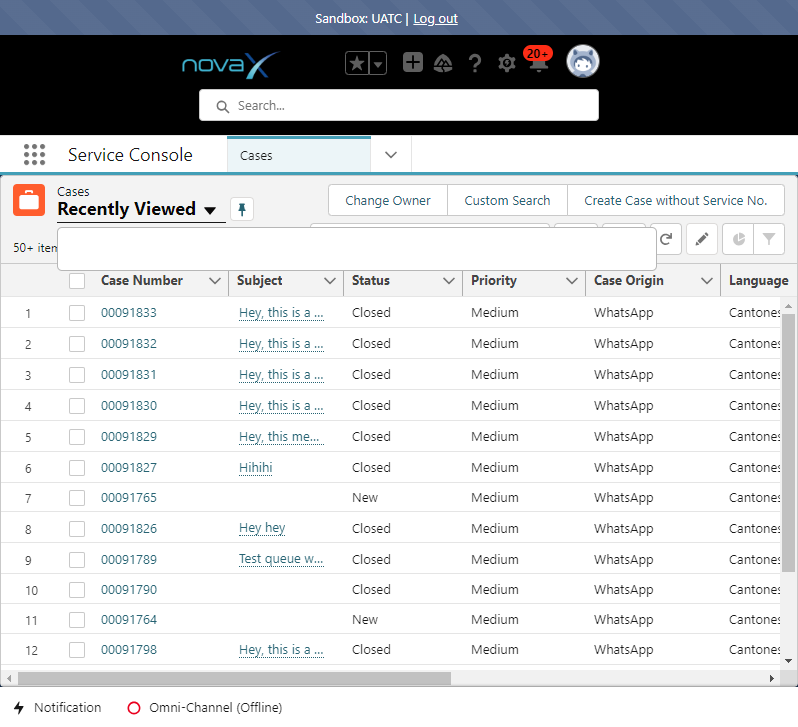 Sandbox: UATC | Log out
novaX
20+
Search...
Service Console
Cases
Cases
Recently Viewed
Change Owner
Custom Search
Create Case without Service No.
50+ item
Case Number Subject Status Priority Case Origin Language
1 00091833 Hey, this is a ... Closed Medium WhatsApp Cantones
2 00091832 Hey, this is a ... Closed Medium WhatsApp Cantones
3 00091831 Hey, this is a ... Closed Medium WhatsApp Cantones
4 00091830 Hey, this is a ... Closed Medium WhatsApp Cantones
5 00091829 Hey, this me... Closed Medium WhatsApp Cantones
6 00091827 Hihihi Closed Medium WhatsApp Cantones
7 00091765 New Medium WhatsApp Cantones
8 00091826 Hey hey Closed Medium WhatsApp Cantones
9 00091789 Test queue w... Closed Medium WhatsApp Cantones
10 00091790 Closed Medium WhatsApp Cantones
11 00091764 New Medium WhatsApp Cantones
12 00091798 Hey, this is a ... Closed Medium WhatsApp Cantones
Notification
Omni-Channel (Offline)